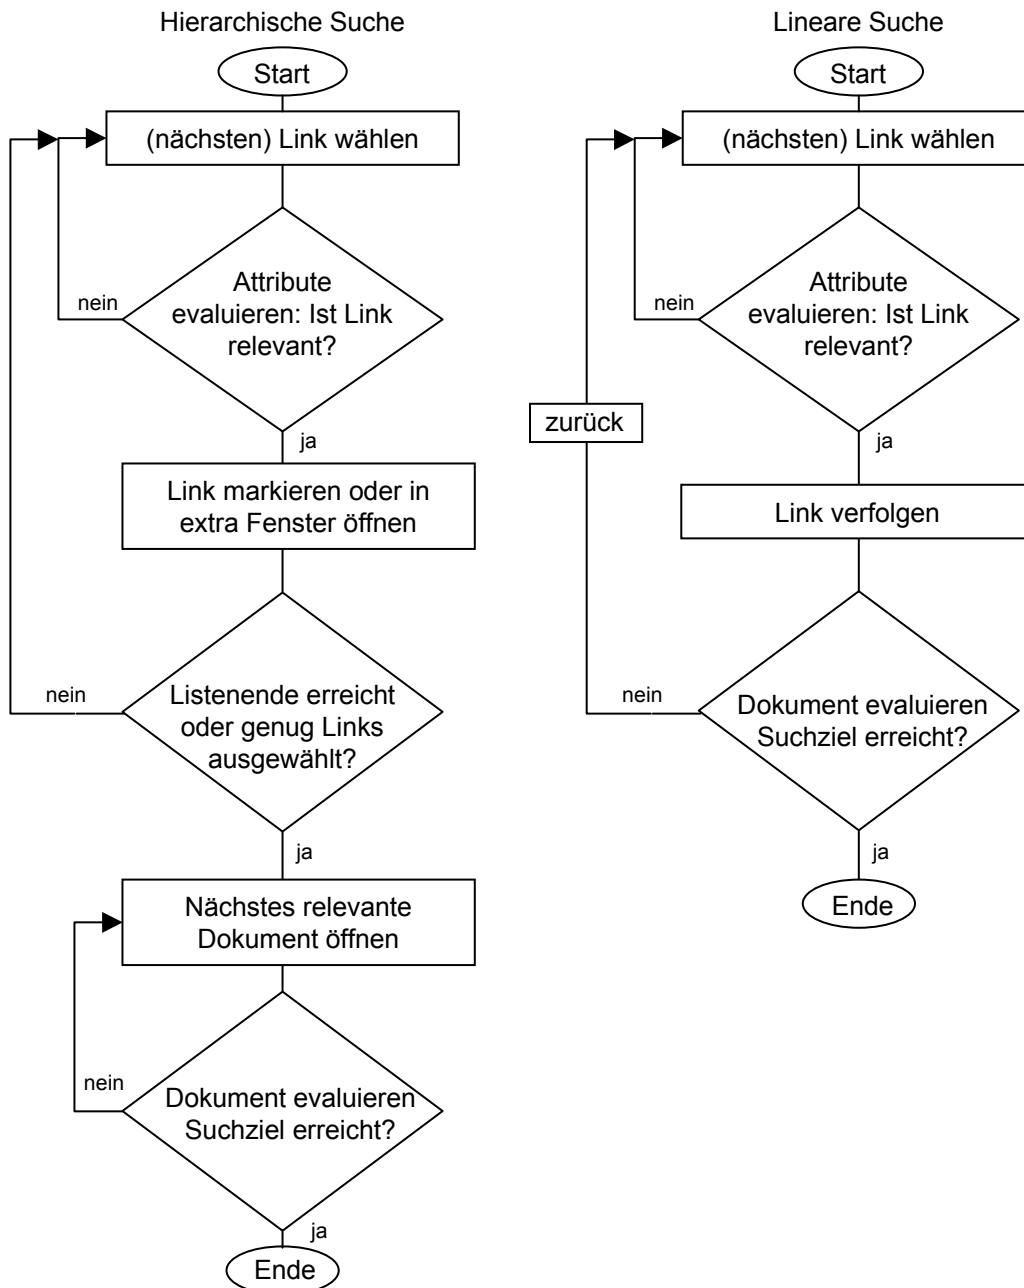 Hierarchische Suche
Start
(nächsten) Link wählen
Attribute
evaluieren: Ist Link
relevant?
nein
ja
Link markieren oder in
extra Fenster öffnen
Listenende erreicht
oder genug Links
ausgewählt?
nein
ja
Nächstes relevante
Dokument öffnen
Dokument evaluieren
Suchziel erreicht?
nein
ja
Ende
Lineare Suche
Start
(nächsten) Link wählen
Attribute
evaluieren: Ist Link
relevant?
nein
zurück
ja
Link verfolgen
Dokument evaluieren
Suchziel erreicht?
nein
ja
Ende